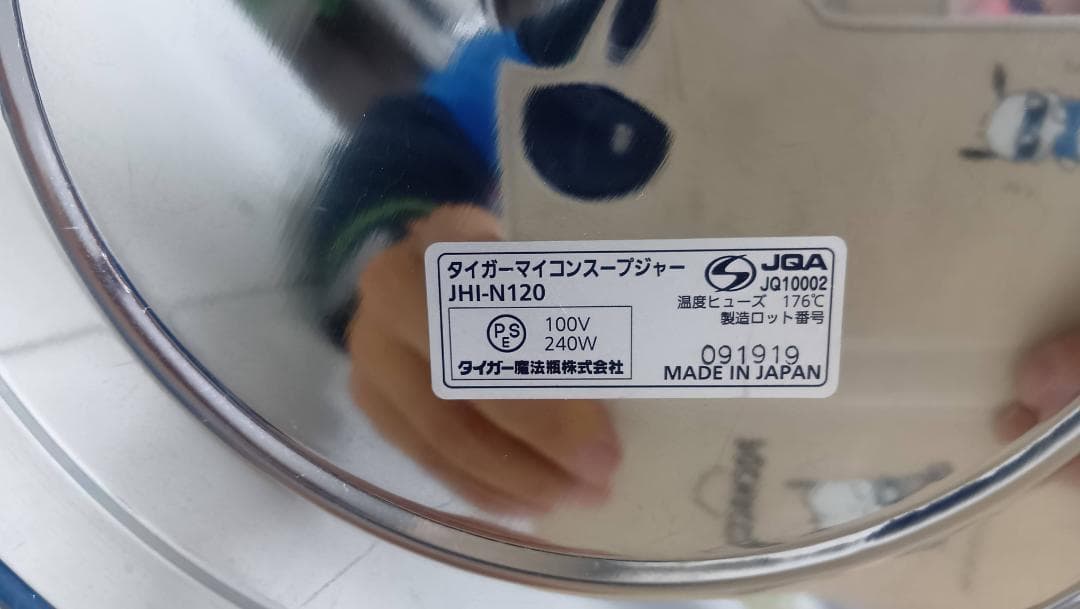 タイガーマイコンスープジャー
JHI-N120
PSE
100V
240W
タイガー魔法瓶株式会社
JQA
JQ10002
温度ヒューズ 176℃
製造ロット番号
091919
MADE IN JAPAN